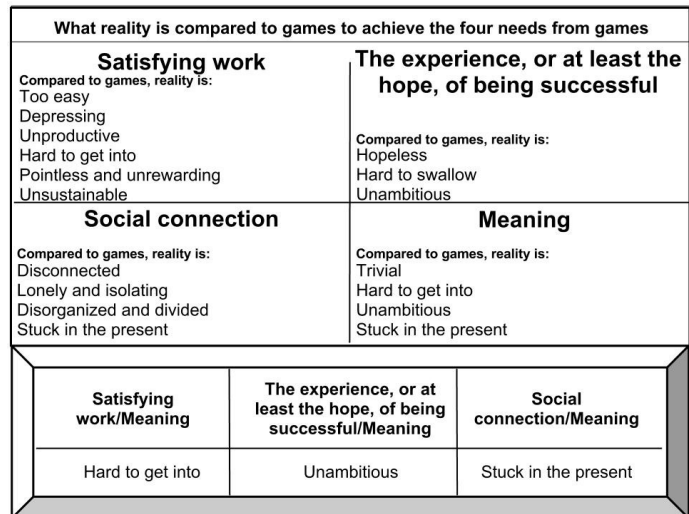 What reality is compared to games to achieve the four needs from games
Satisfying work
Compared to games, reality is:
Too easy
Depressing
Unproductive
Hard to get into
Pointless and unrewarding
Unsustainable
The experience, or at least the
hope, of being successful
Compared to games, reality is:
Hopeless
Hard to swallow
Unambitious
Social connection
Compared to games, reality is:
Disconnected
Lonely and isolating
Disorganized and divided
Stuck in the present
Meaning
Compared to games, reality is:
Trivial
Hard to get into
Unambitious
Stuck in the present
Satisfying
work/Meaning
The experience, or at
least the hope, of being
successful/Meaning
Social
connection/Meaning
Hard to get into
Unambitious
Stuck in the present